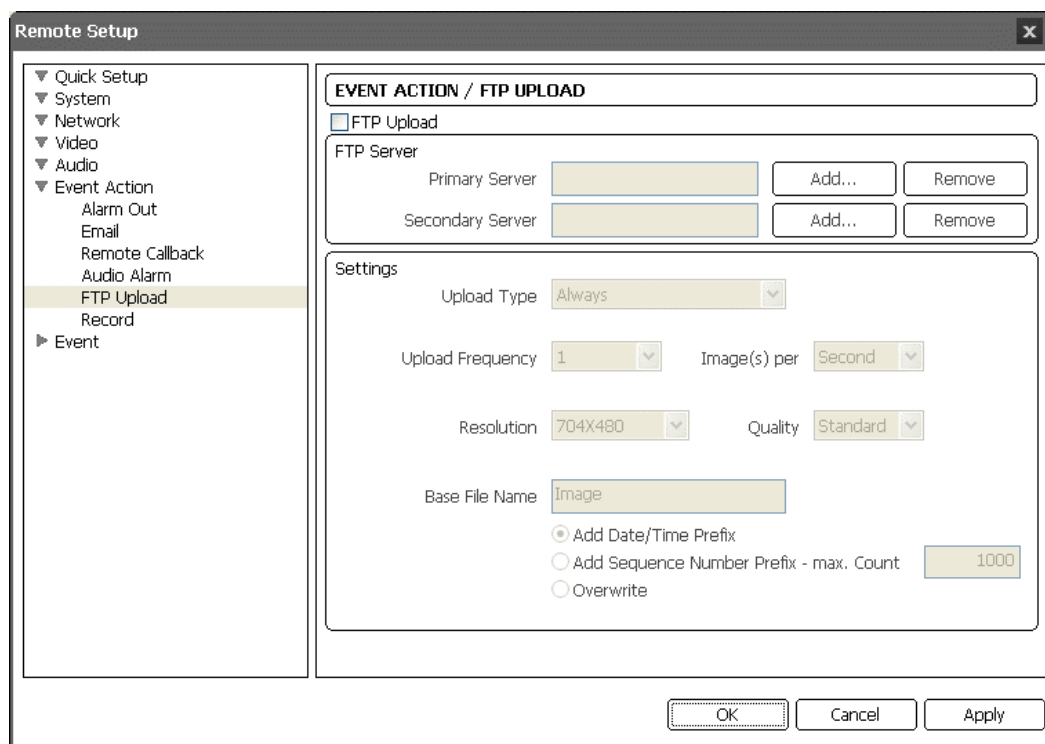 Remote Setup
Quick Setup
System
Network
Video
Audio
Event Action
Alarm Out
Email
Remote Callback
Audio Alarm
FTP Upload
Record
Event
EVENT ACTION / FTP UPLOAD
FTP Upload
FTP Server
Primary Server Add... Remove
Secondary Server Add... Remove
Settings
Upload Type Always
Upload Frequency 1 Image(s) per Second
Resolution 704X480 Quality Standard
Base File Name Image
Add Date/Time Prefix
Add Sequence Number Prefix - max. Count 1000
Overwrite
OK Cancel Apply